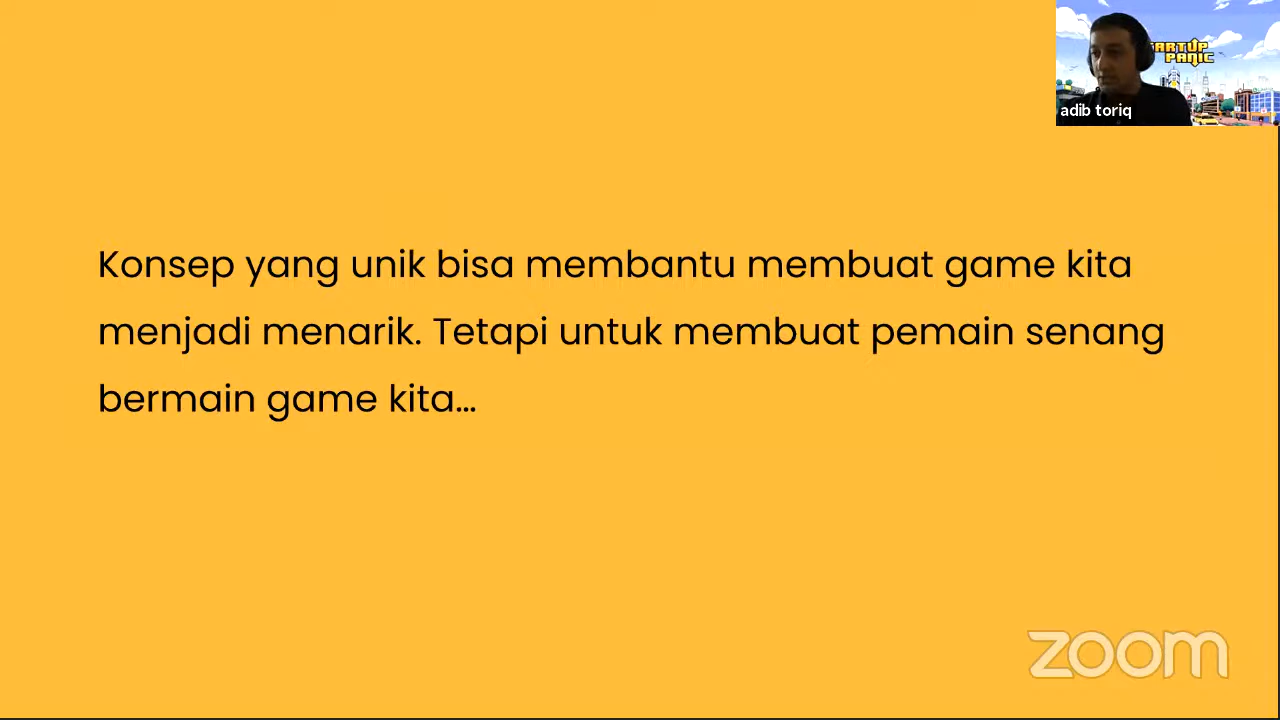 STARTUP
PANIC
adib toriq
Konsep yang unik bisa membantu membuat game kita
menjadi menarik. Tetapi untuk membuat pemain senang
bermain game kita...
zoom